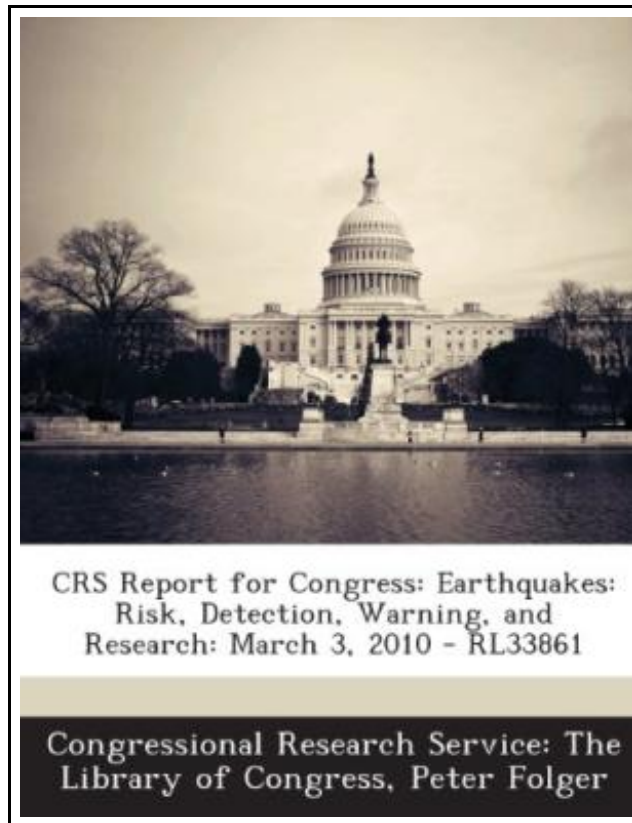 CRS Report for Congress: Earthquakes:
Risk, Detection, Warning, and
Research: March 3, 2010 - RL33861
Congressional Research Service: The
Library of Congress, Peter Folger